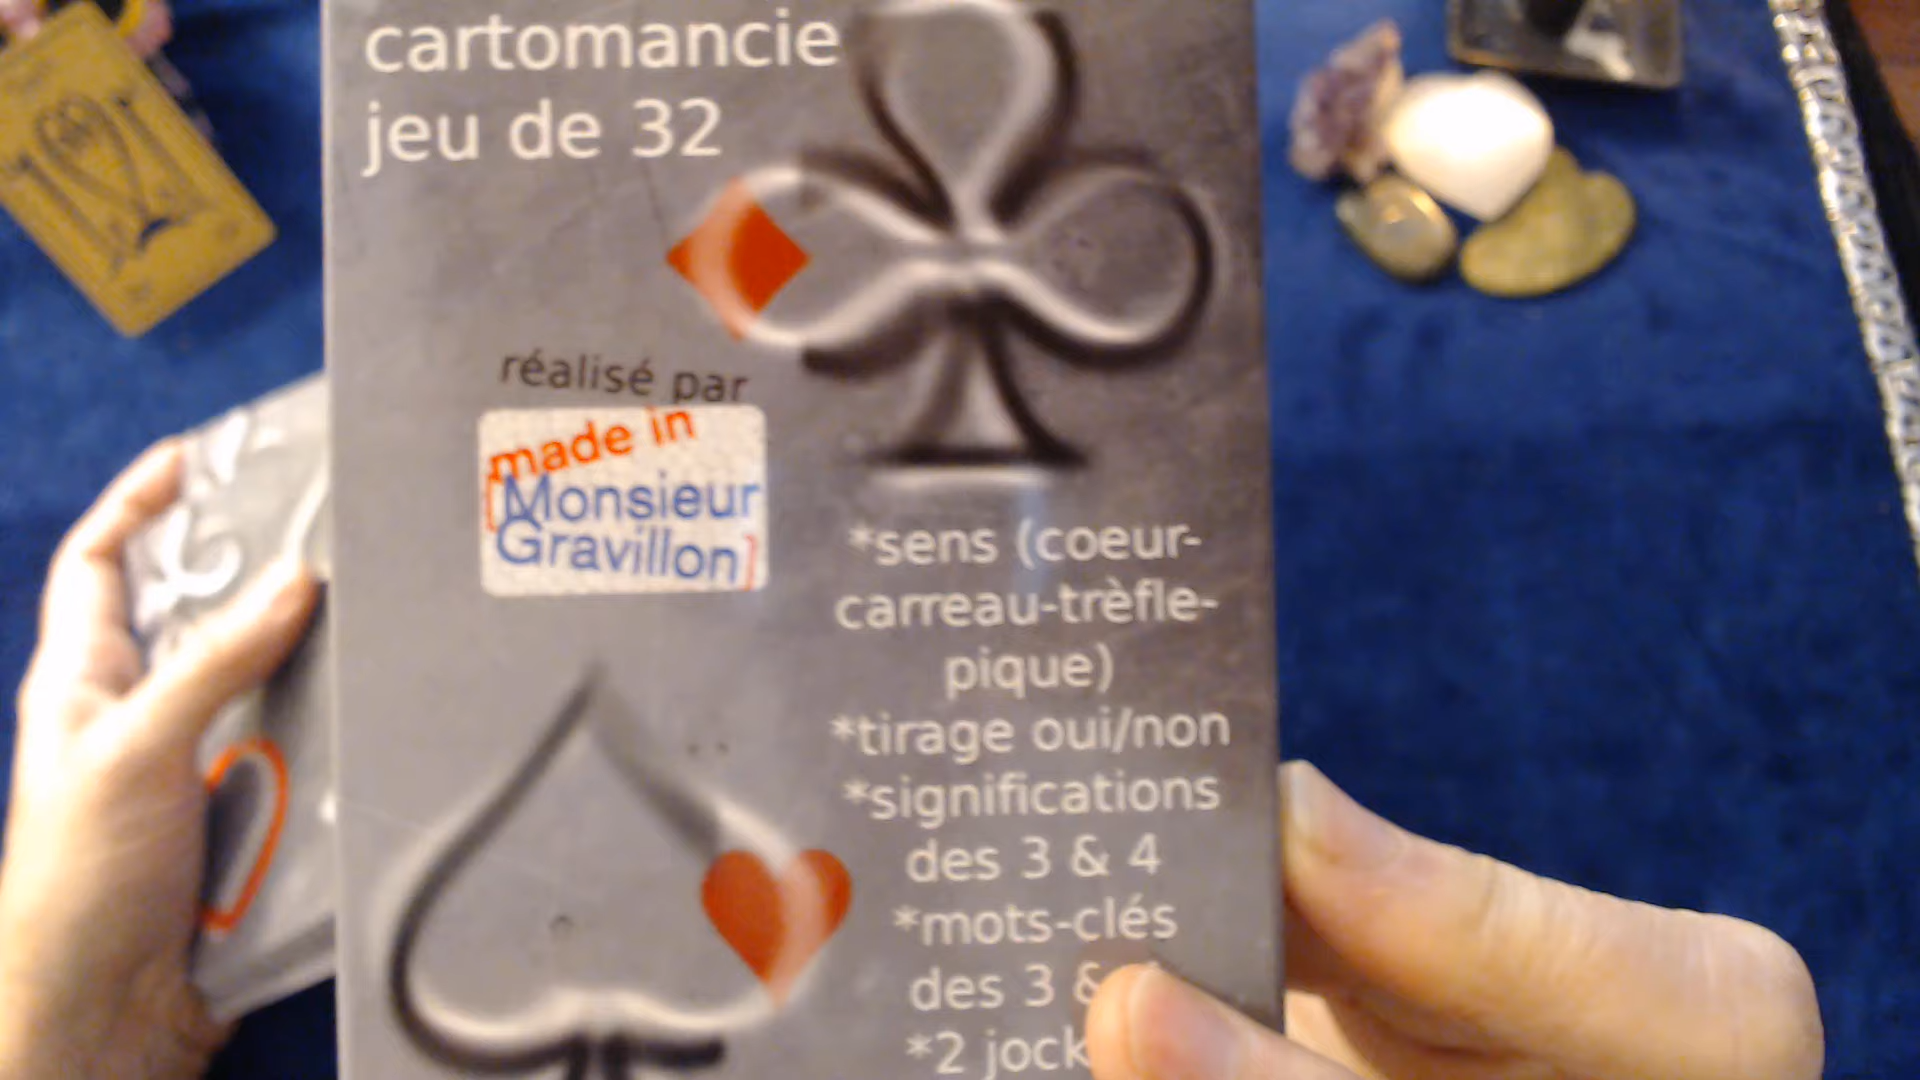 cartomancie
jeu de 32
réalisé par
made in
[Monsieur
Gravillon]
*sens (coeur-
carreau-trèfle-
pique)
*tirage oui/non
*significations
des 3 & 4
*mots-clés
des 3 &
*2